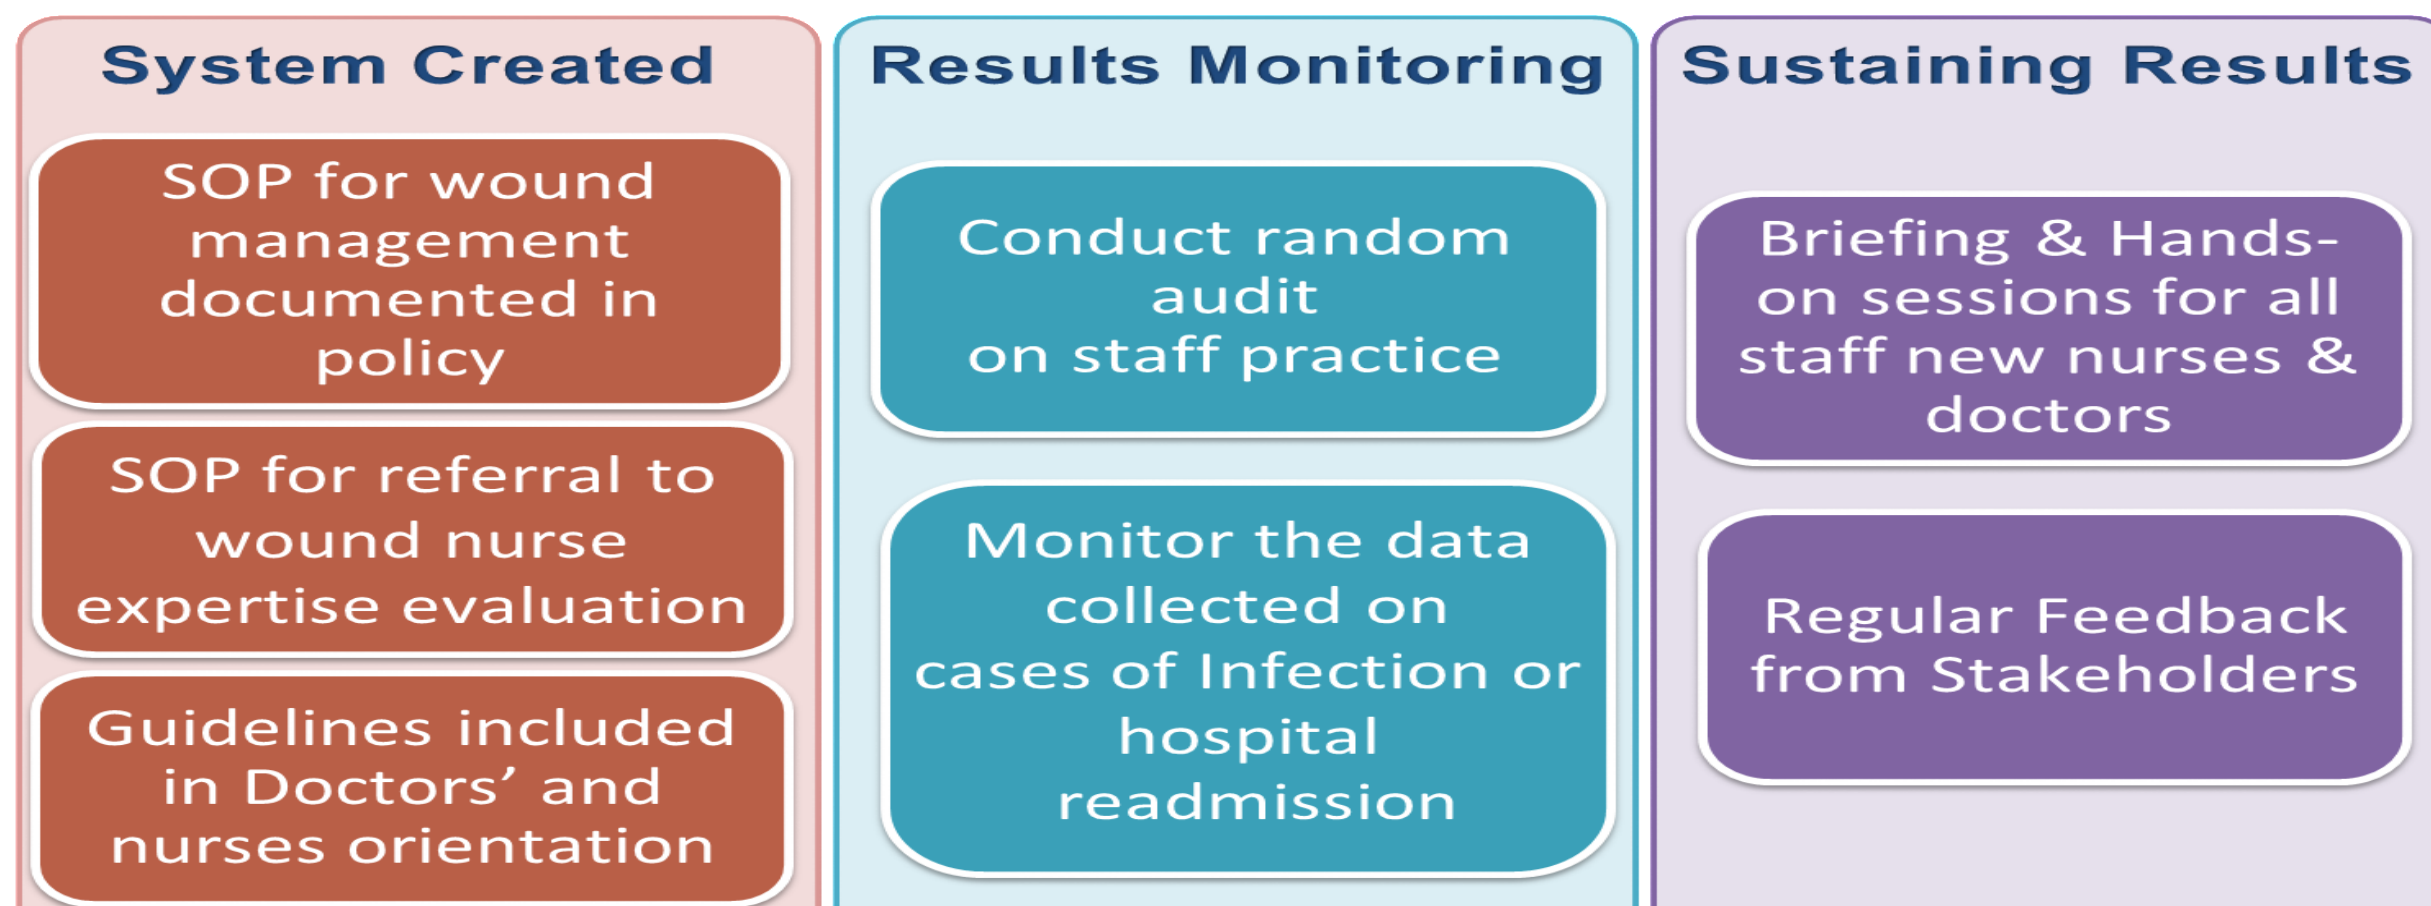 System Created
SOP for wound
management
documented in
policy
SOP for referral to
wound nurse
expertise evaluation
Guidelines included
in Doctors’ and
nurses orientation
Results Monitoring
Conduct random
audit
on staff practice
Monitor the data
collected on
cases of Infection or
hospital
readmission
Sustaining Results
Briefing & Hands-
on sessions for all
staff new nurses &
doctors
Regular Feedback
from Stakeholders